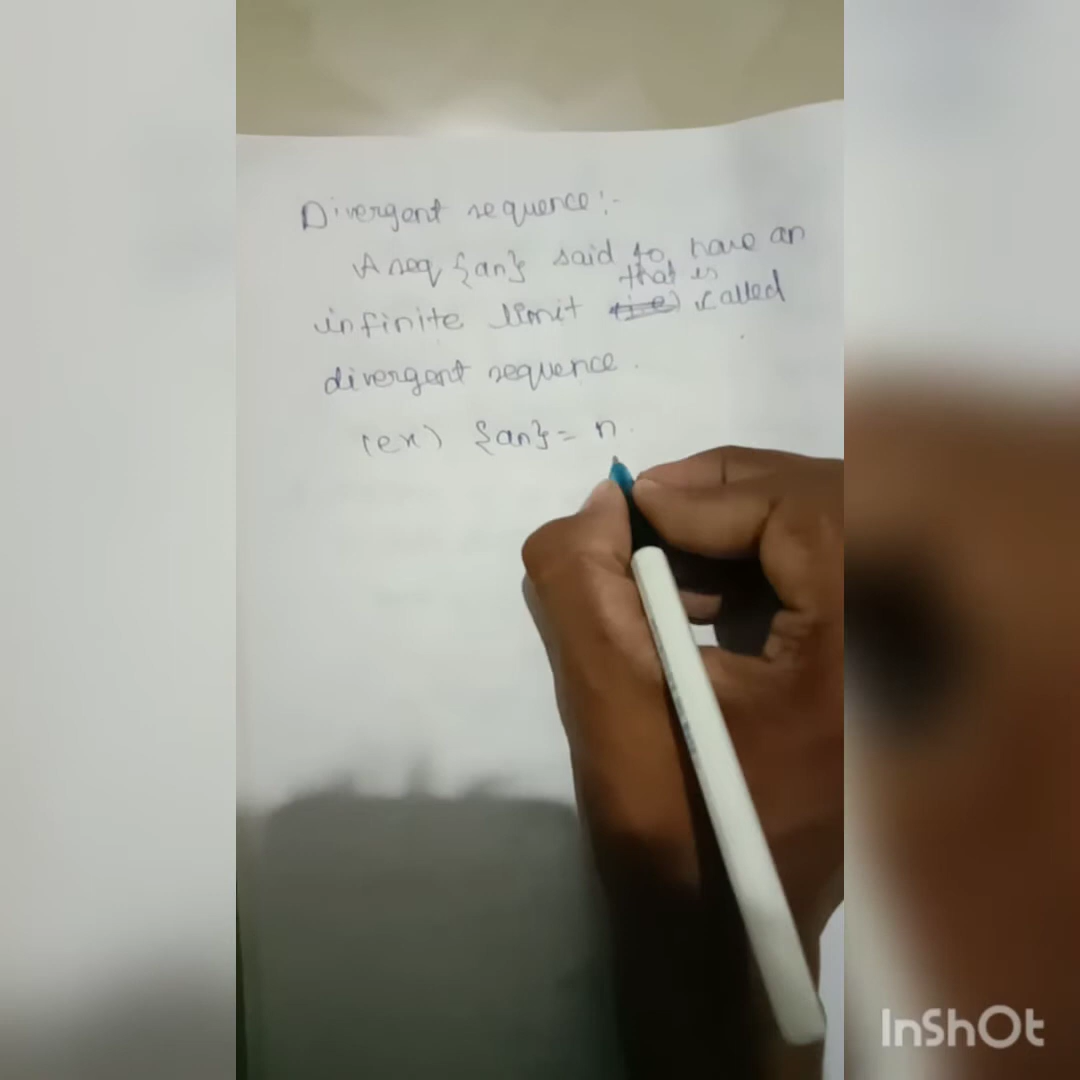 Divergent sequence:-
A seq {an} said to have an
that is
infinite limit called
divergent sequence.
(ex) {an} = n.
InShOt